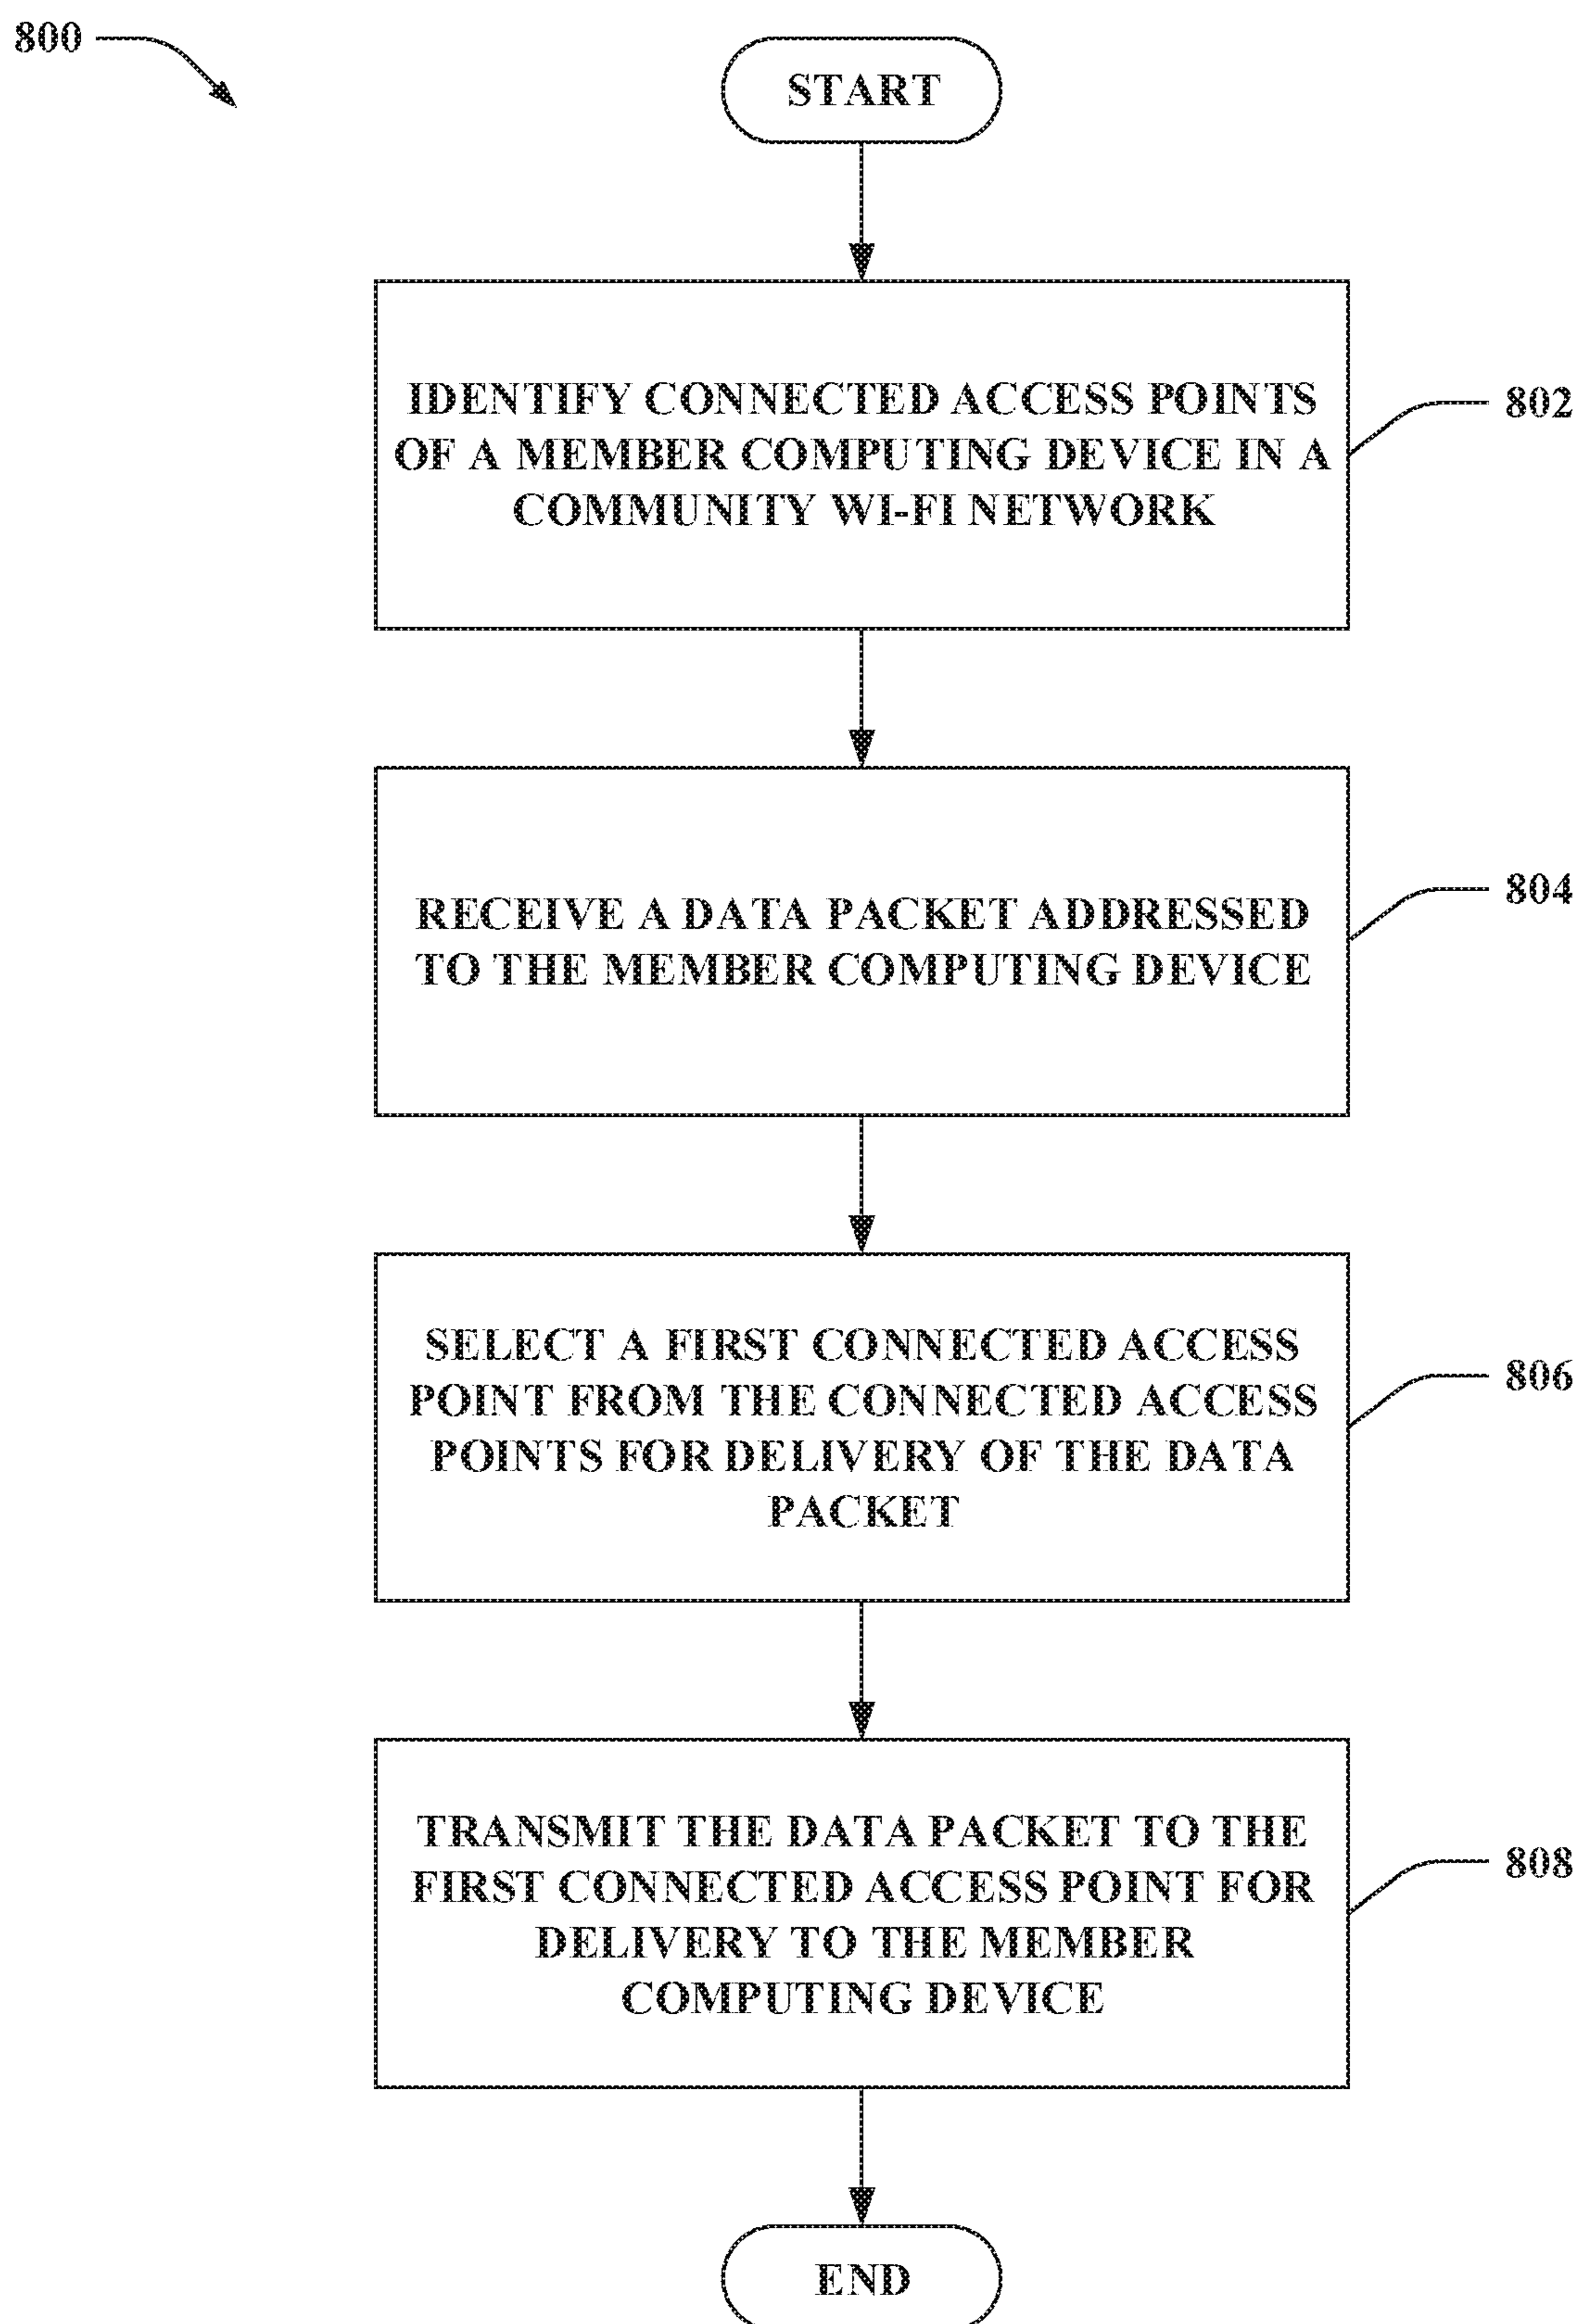 800
START
IDENTIFY CONNECTED ACCESS POINTS
OF A MEMBER COMPUTING DEVICE IN A
COMMUNITY WI-FI NETWORK
802
RECEIVE A DATA PACKET ADDRESSED
TO THE MEMBER COMPUTING DEVICE
804
SELECT A FIRST CONNECTED ACCESS
POINT FROM THE CONNECTED ACCESS
POINTS FOR DELIVERY OF THE DATA
PACKET
806
TRANSMIT THE DATA PACKET TO THE
FIRST CONNECTED ACCESS POINT FOR
DELIVERY TO THE MEMBER
COMPUTING DEVICE
808
END